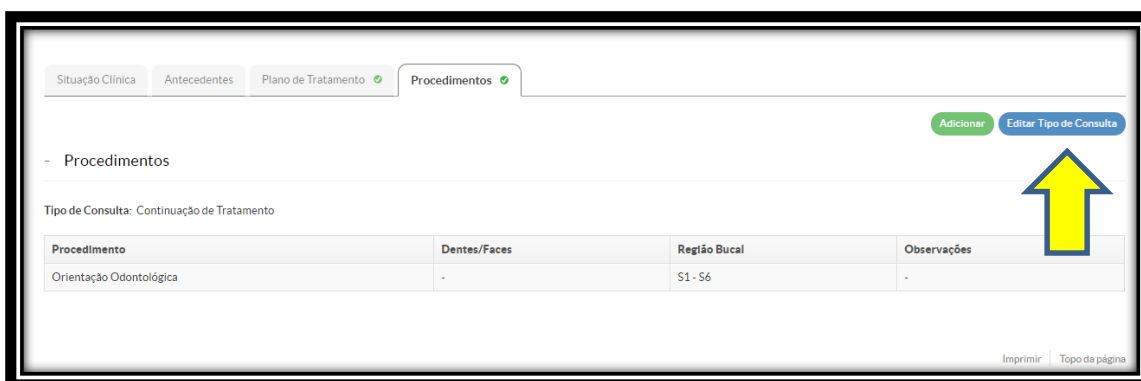 Situação Clínica Antecedentes Plano de Tratamento Procedimentos
Adicionar Editar Tipo de Consulta
- Procedimentos
Tipo de Consulta: Continuação de Tratamento
Procedimento Dentes/Faces Região Bucal Observações
Orientação Odontológica - S1 - S6 -
Imprimir Topo da página